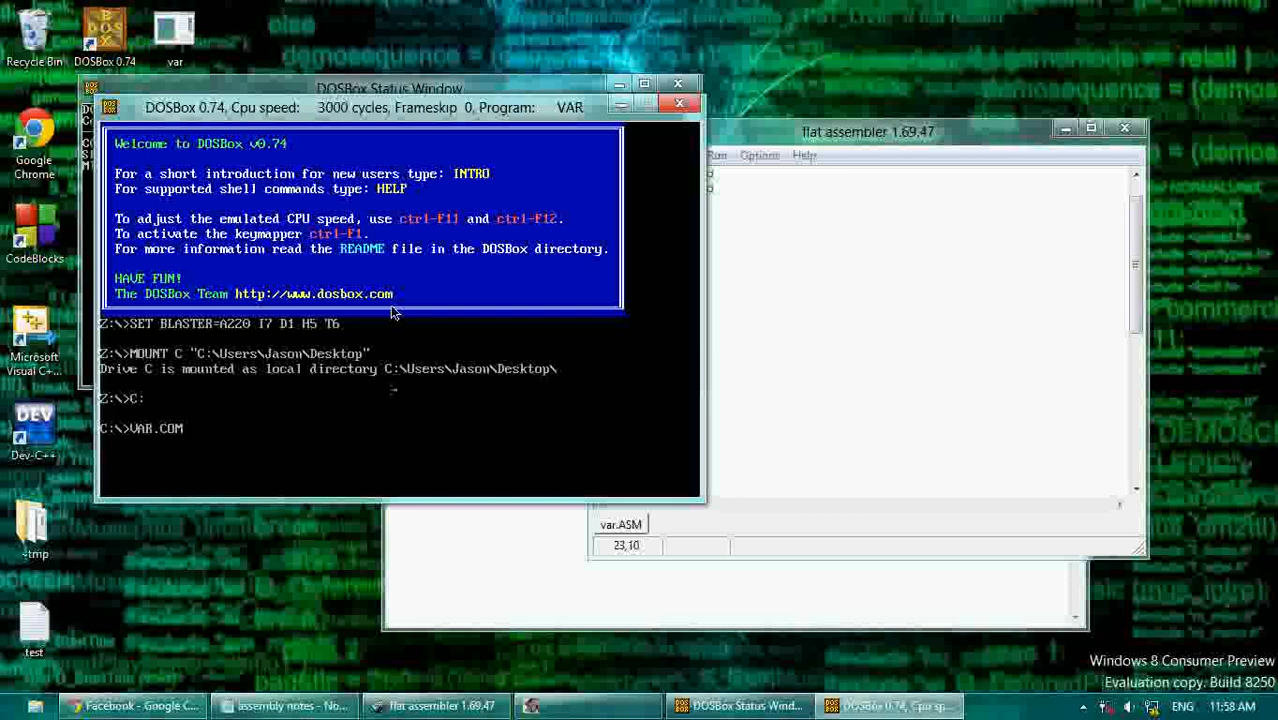 Recycle Bin
DOSBox 0.74
var
Google Chrome
CodeBlocks
Microsoft Visual C+...
DEV
Dev-C++
~tmp
test
DOSBox Status Window
DOSBox 0.74, Cpu speed: 3000 cycles, Frameskip 0, Program: VAR
Welcome to DOSBox v0.74
For a short introduction for new users type: INTRO
For supported shell commands type: HELP
To adjust the emulated CPU speed, use ctrl-F11 and ctrl-F12.
To activate the keymapper ctrl-F1.
For more information read the README file in the DOSBox directory.
HAVE FUN!
The DOSBox Team http://www.dosbox.com
Z:\>SET BLASTER=A220 I7 D1 H5 T6
Z:\>MOUNT C "C:\Users\Jason\Desktop"
Drive C is mounted as local directory C:\Users\Jason\Desktop\
Z:\>C:
C:\>VAR.COM
flat assembler 1.69.47
Run Options Help
var.ASM
23,10
Windows 8 Consumer Preview
Evaluation copy. Build 8250
Facebook - Google C...
assembly notes - No...
flat assembler 1.69.47
DOSBox Status Wind...
DOSBox 0.74, Cpu sp...
ENG
11:58 AM